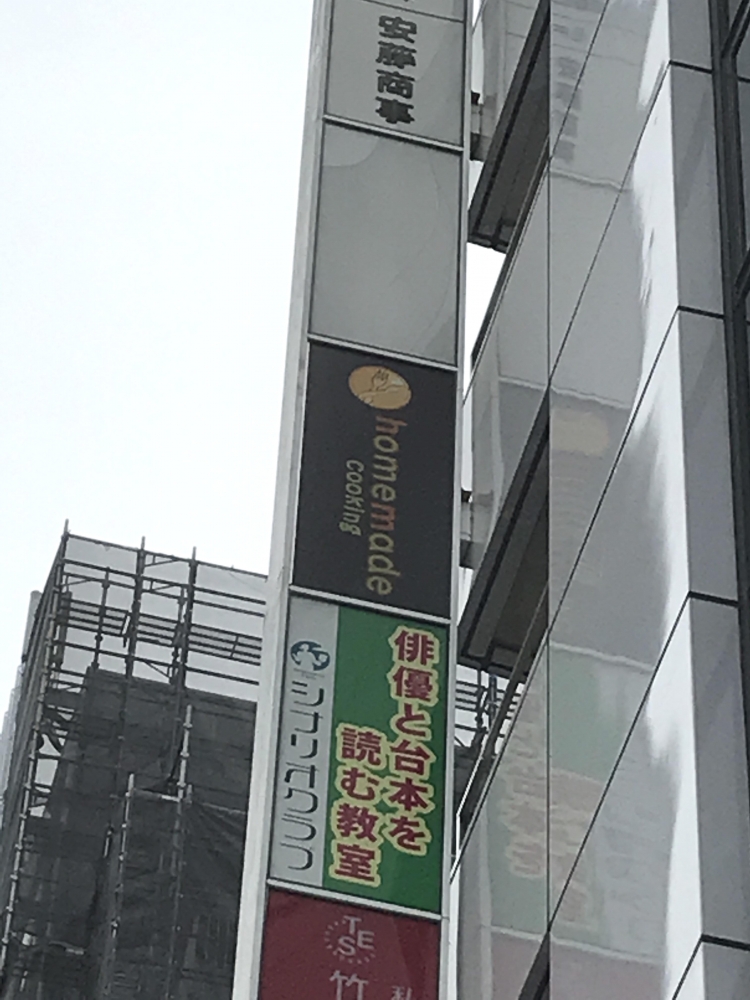 安藤商事
homemade
cooking
俳優と台本を
読む教室
シナリオクラブ
TSE
竹
科